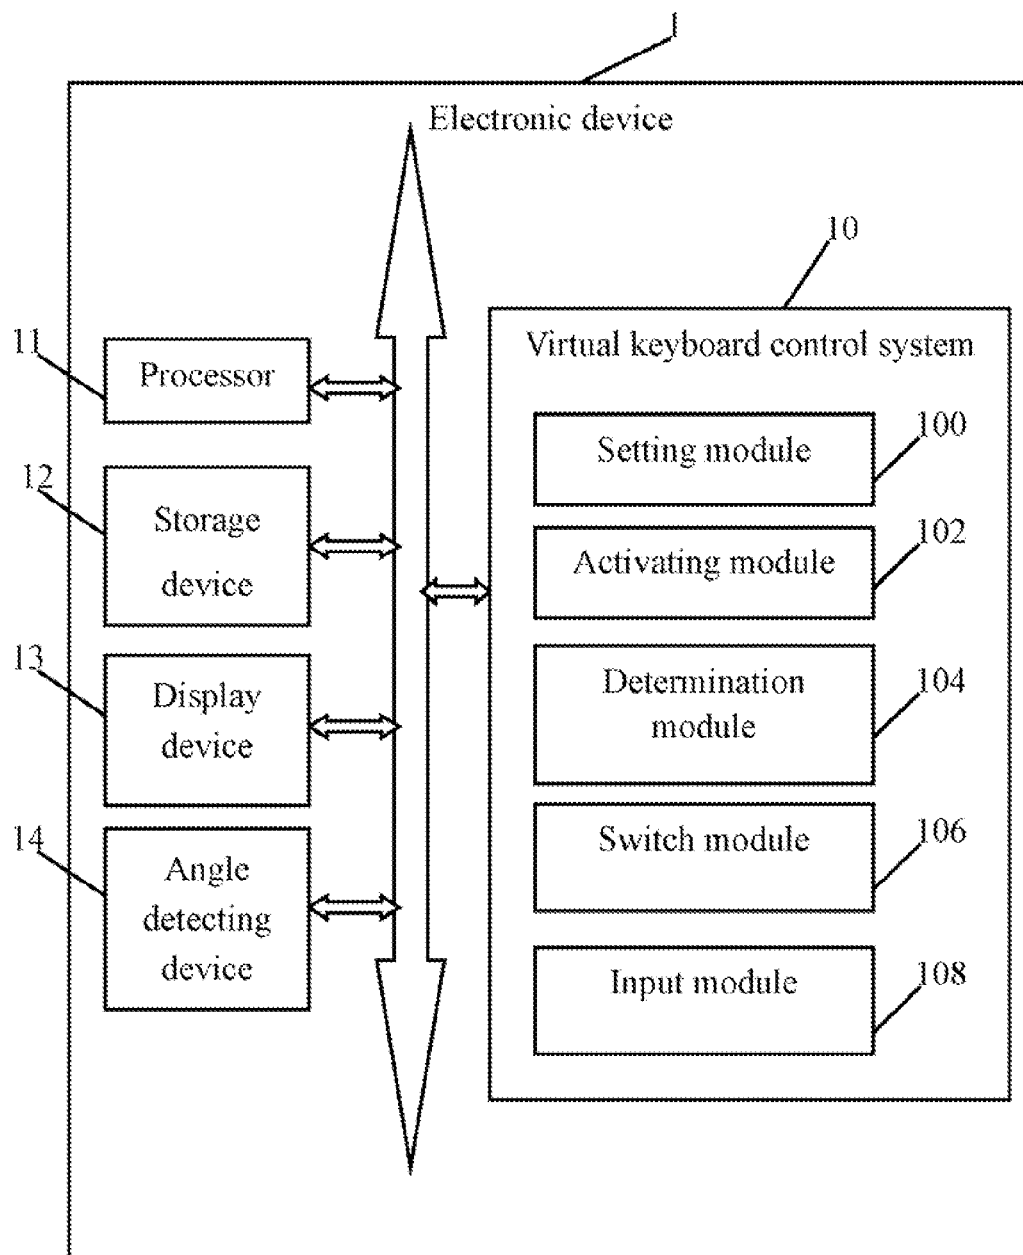 1
Electronic device
10
11
Processor
Virtual keyboard control system
Setting module
100
12
Storage
device
Activating module
102
13
Display
device
Determination
module
104
14
Angle
detecting
device
Switch module
106
Input module
108